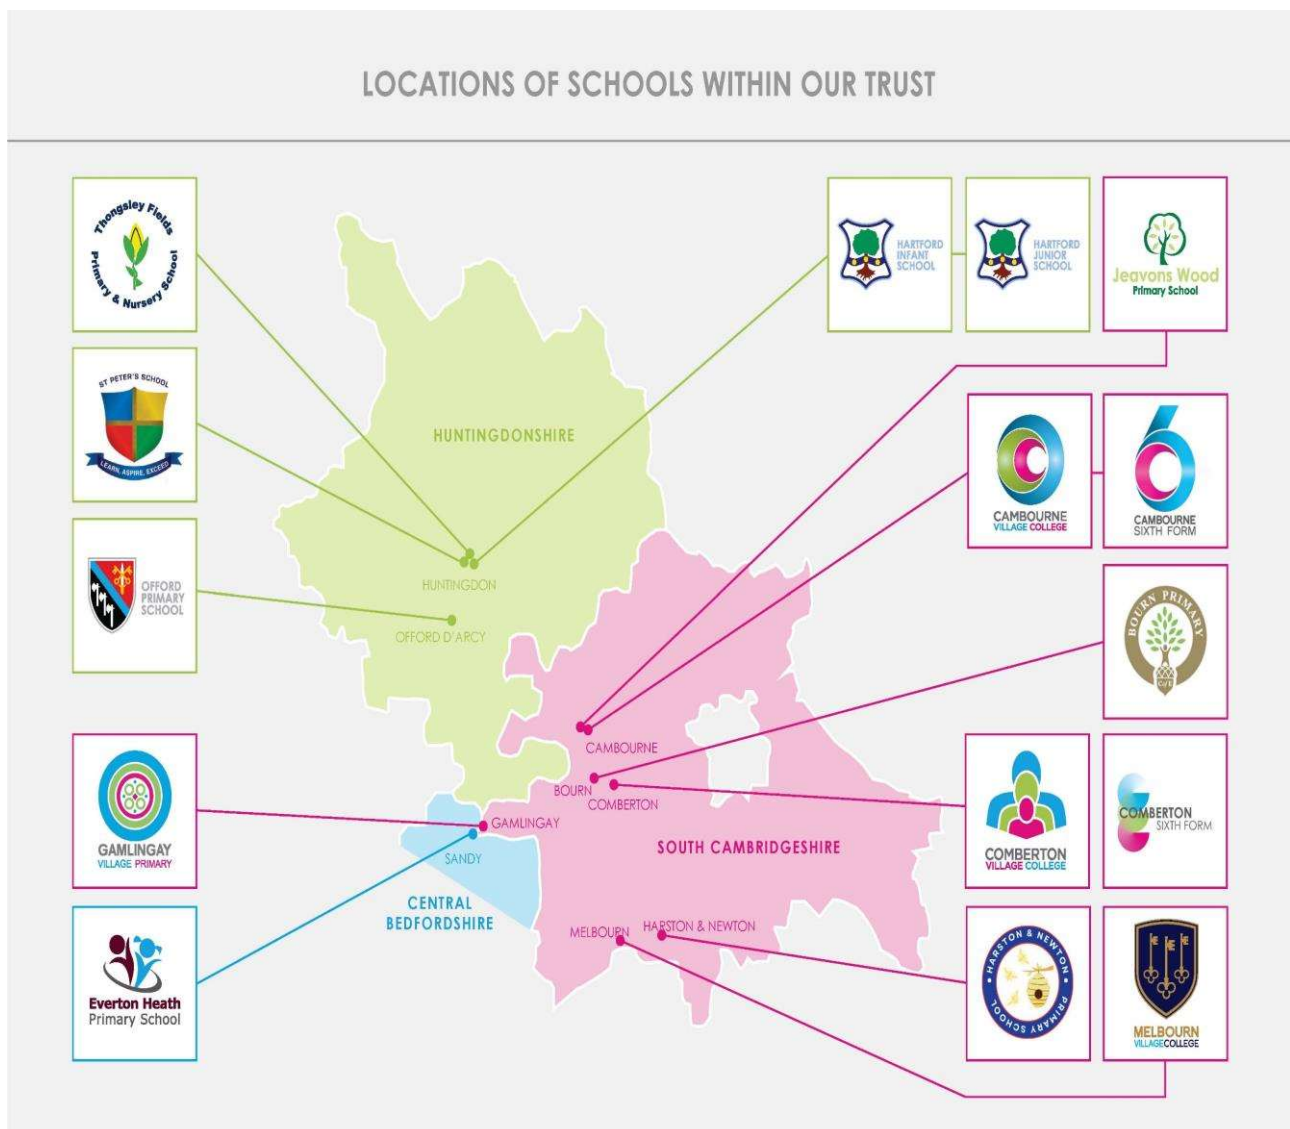 LOCATIONS OF SCHOOLS WITHIN OUR TRUST
Thongsley Fields
Primary & Nursery School
HARTFORD
INFANT
SCHOOL
HARTFORD
JUNIOR
SCHOOL
Jeavons Wood
Primary School
ST PETER'S SCHOOL
LEARN, ASPIRE, EXCEED
HUNTINGDONSHIRE
CAMBOURNE
VILLAGE COLLEGE
CAMBOURNE
SIXTH FORM
OFFORD
PRIMARY
SCHOOL
HUNTINGDON
OFFORD D'ARCY
BOURN PRIMARY
CofE
CAMBOURNE
BOURN
COMBERTON
GAMLINGAY
VILLAGE PRIMARY
GAMLINGAY
SANDY
SOUTH CAMBRIDGESHIRE
COMBERTON
VILLAGE COLLEGE
COMBERTON
SIXTH FORM
CENTRAL
BEDFORDSHIRE
MELBOURN
HARSTON & NEWTON
Everton Heath
Primary School
HARSTON & NEWTON
PRIMARY SCHOOL
MELBOURN
VILLAGECOLLEGE